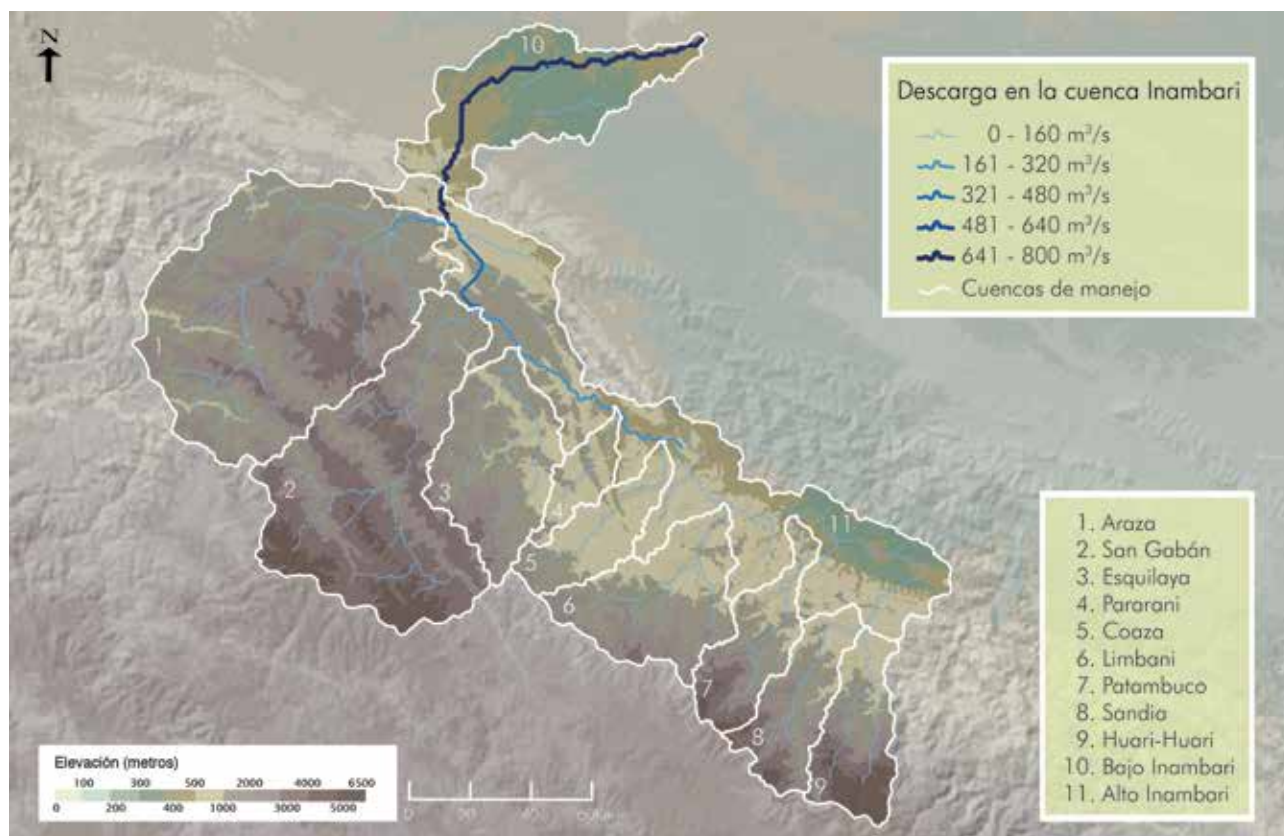 N
10
Descarga en la cuenca Inambari
0 - 160 m³/s
161 - 320 m³/s
321 - 480 m³/s
481 - 640 m³/s
641 - 800 m³/s
Cuencas de manejo
1
2
3
4
5
6
7
8
9
11
1. Araza
2. San Gabán
3. Esquilaya
4. Pararani
5. Coaza
6. Limbani
7. Patambuco
8. Sandia
9. Huari-Huari
10. Bajo Inambari
11. Alto Inambari
Elevación (metros)
100 300 500 2000 4000 6500
0 200 400 1000 3000 5000
0 20 40